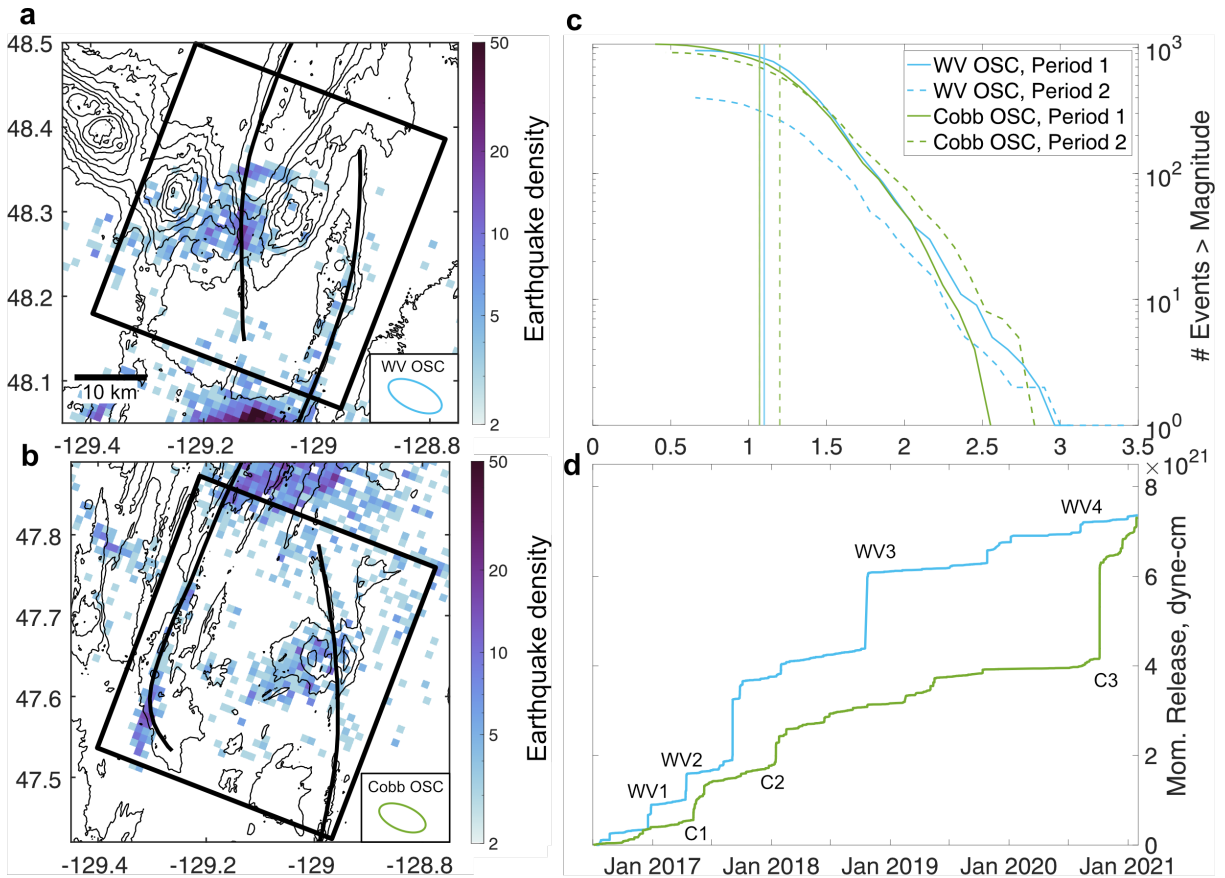 a
48.5
48.4
48.3
48.2
48.1
10 km
WV OSC
-129.4
-129.2
-129
-128.8
50
20
10
5
2
Earthquake density
b
47.8
47.7
47.6
47.5
Cobb OSC
-129.4
-129.2
-129
-128.8
50
20
10
5
2
Earthquake density
c
WV OSC, Period 1
WV OSC, Period 2
Cobb OSC, Period 1
Cobb OSC, Period 2
10³
10²
10¹
10⁰
# Events > Magnitude
0
0.5
1
1.5
2
2.5
3
3.5
d
× 10²¹
8
6
4
2
0
Mom. Release, dyne-cm
WV4
WV3
WV2
WV1
C3
C2
C1
Jan 2017
Jan 2018
Jan 2019
Jan 2020
Jan 2021